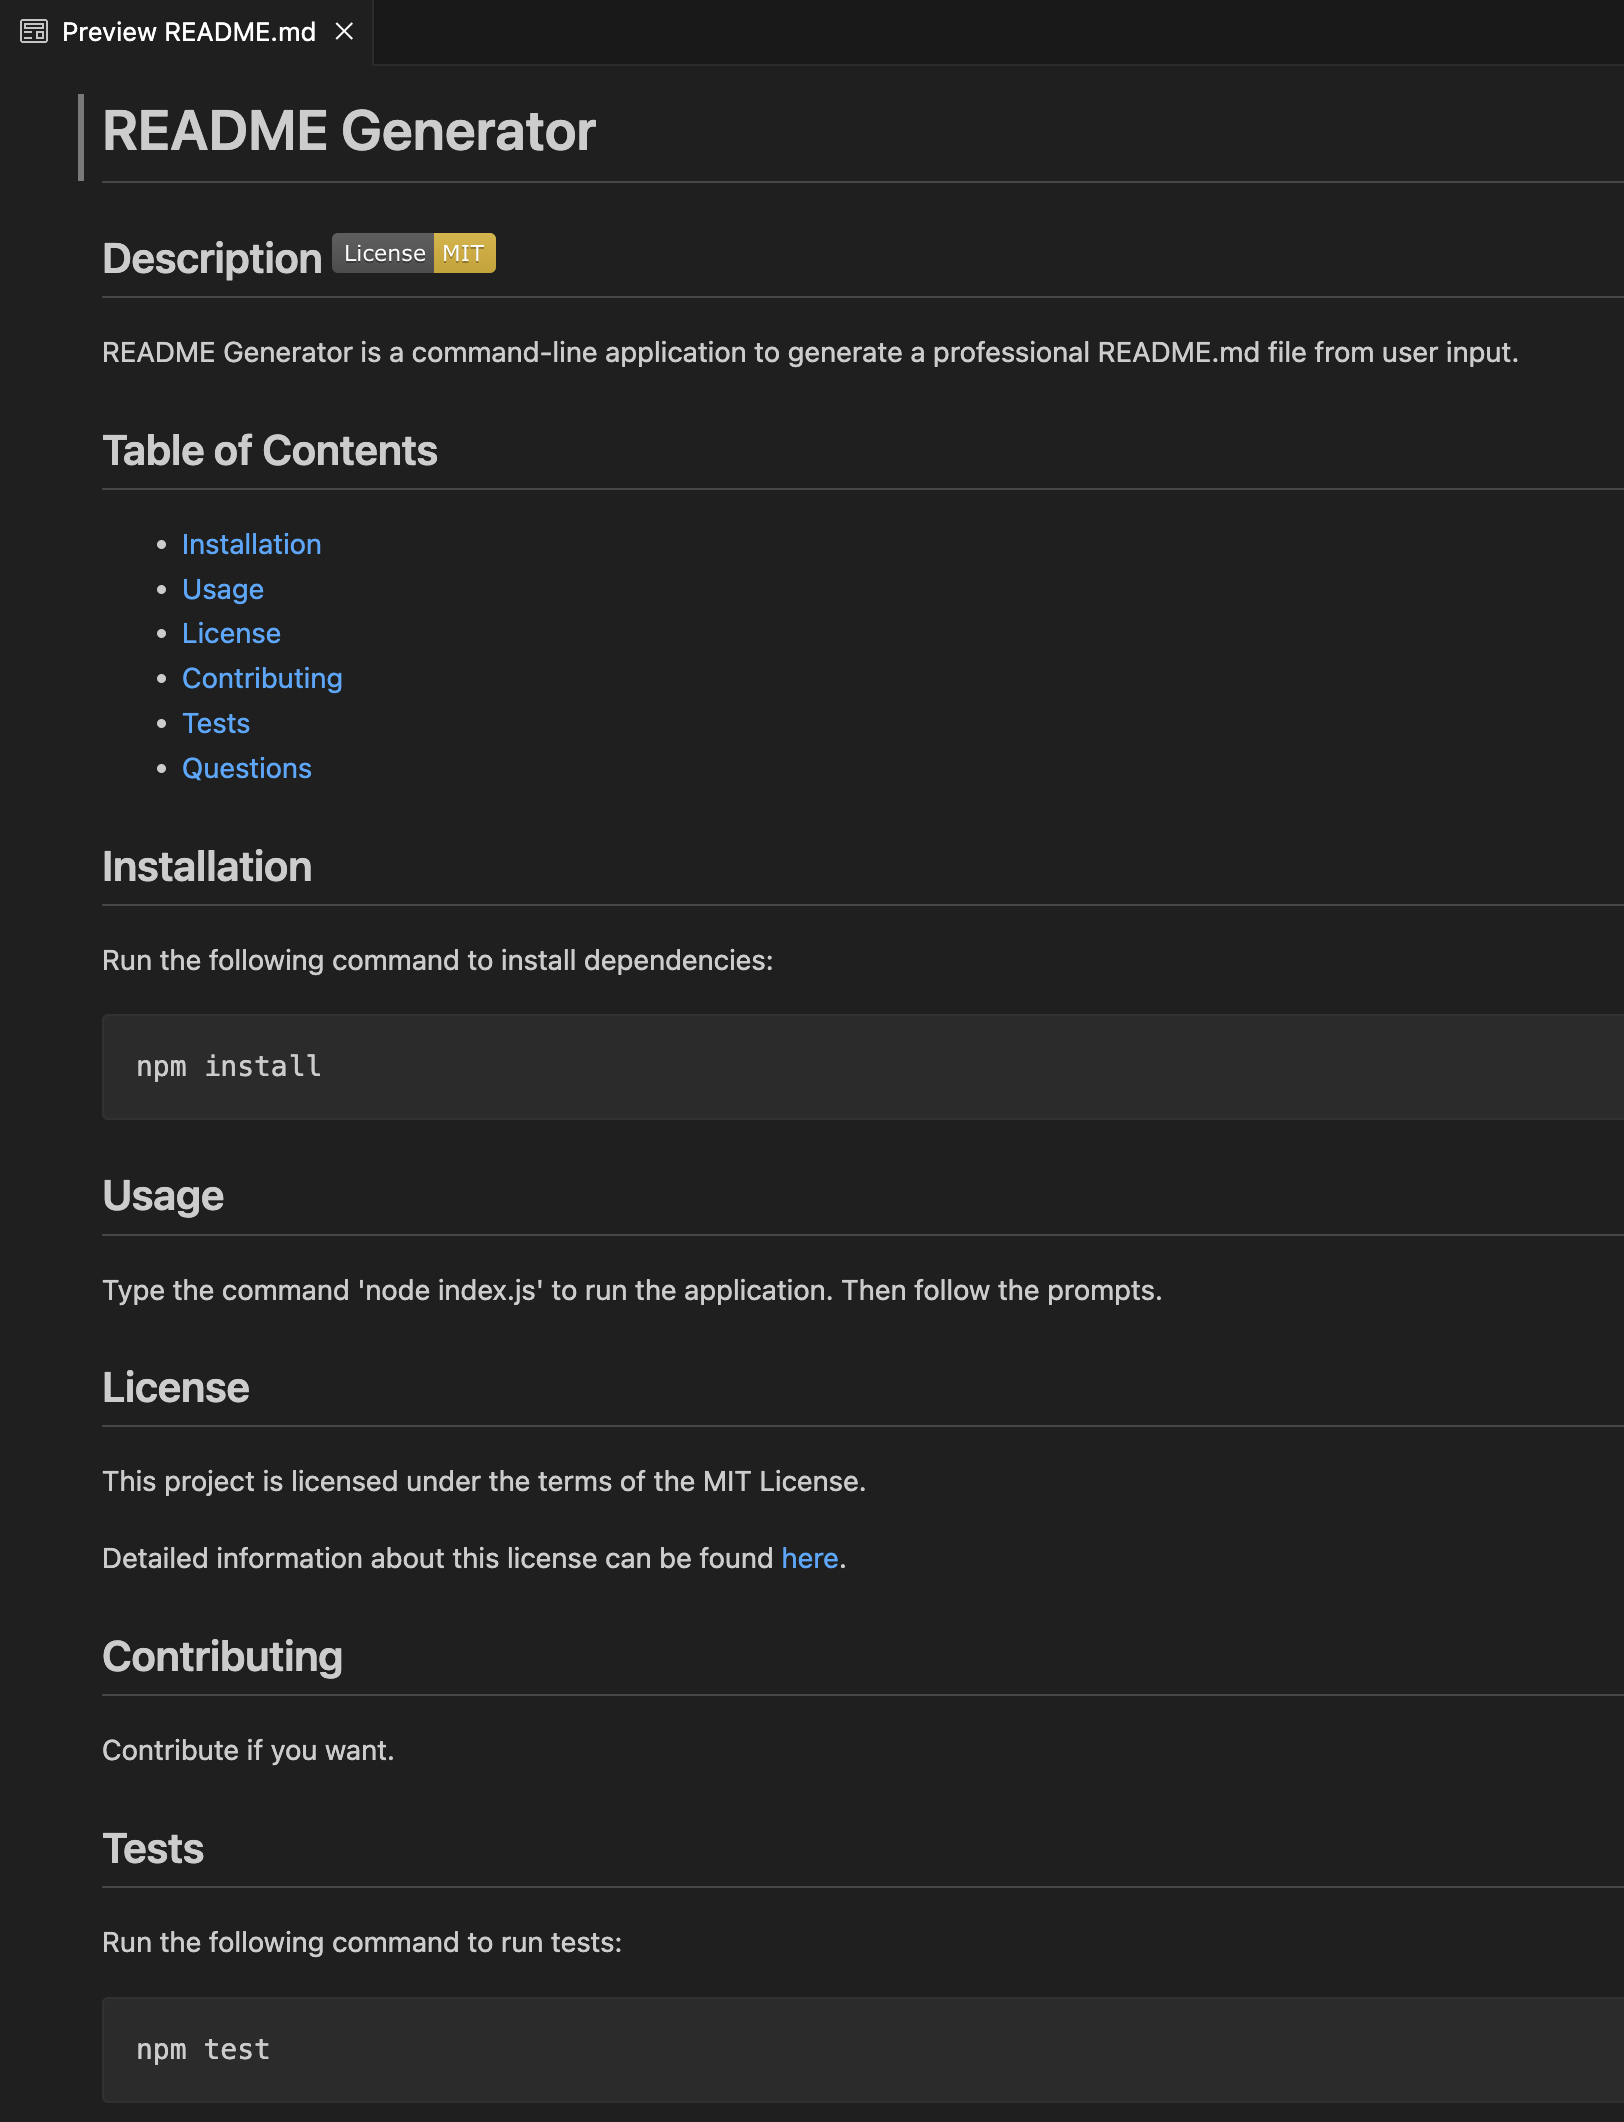 Preview README.md
README Generator
Description License MIT
README Generator is a command-line application to generate a professional README.md file from user input.
Table of Contents
Installation
Usage
License
Contributing
Tests
Questions
Installation
Run the following command to install dependencies:
npm install
Usage
Type the command 'node index.js' to run the application. Then follow the prompts.
License
This project is licensed under the terms of the MIT License.
Detailed information about this license can be found here.
Contributing
Contribute if you want.
Tests
Run the following command to run tests:
npm test